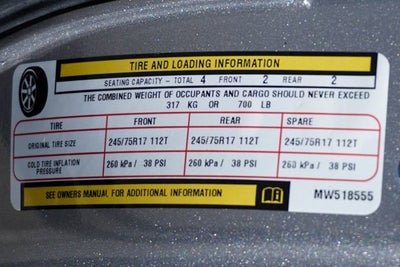 TIRE AND LOADING INFORMATION
SEATING CAPACITY - TOTAL 4 FRONT 2 REAR 2
THE COMBINED WEIGHT OF OCCUPANTS AND CARGO SHOULD NEVER EXCEED
317 KG OR 700 LB
TIRE FRONT REAR SPARE
ORIGINAL TIRE SIZE 245/75R17 112T 245/75R17 112T 245/75R17 112T
COLD TIRE INFLATION PRESSURE 260 kPa / 38 PSI 260 kPa / 38 PSI 260 kPa / 38 PSI
SEE OWNERS MANUAL FOR ADDITIONAL INFORMATION MW518555